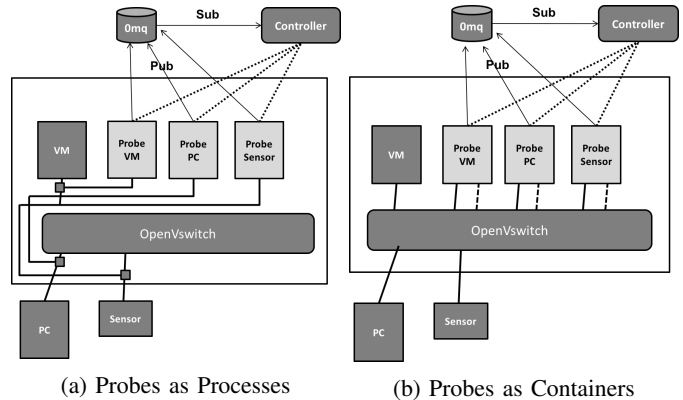 0mq
Sub
Controller
Pub
VM
Probe
VM
Probe
PC
Probe
Sensor
OpenVswitch
PC
Sensor
(a) Probes as Processes
0mq
Sub
Controller
Pub
VM
Probe
VM
Probe
PC
Probe
Sensor
OpenVswitch
PC
Sensor
(b) Probes as Containers